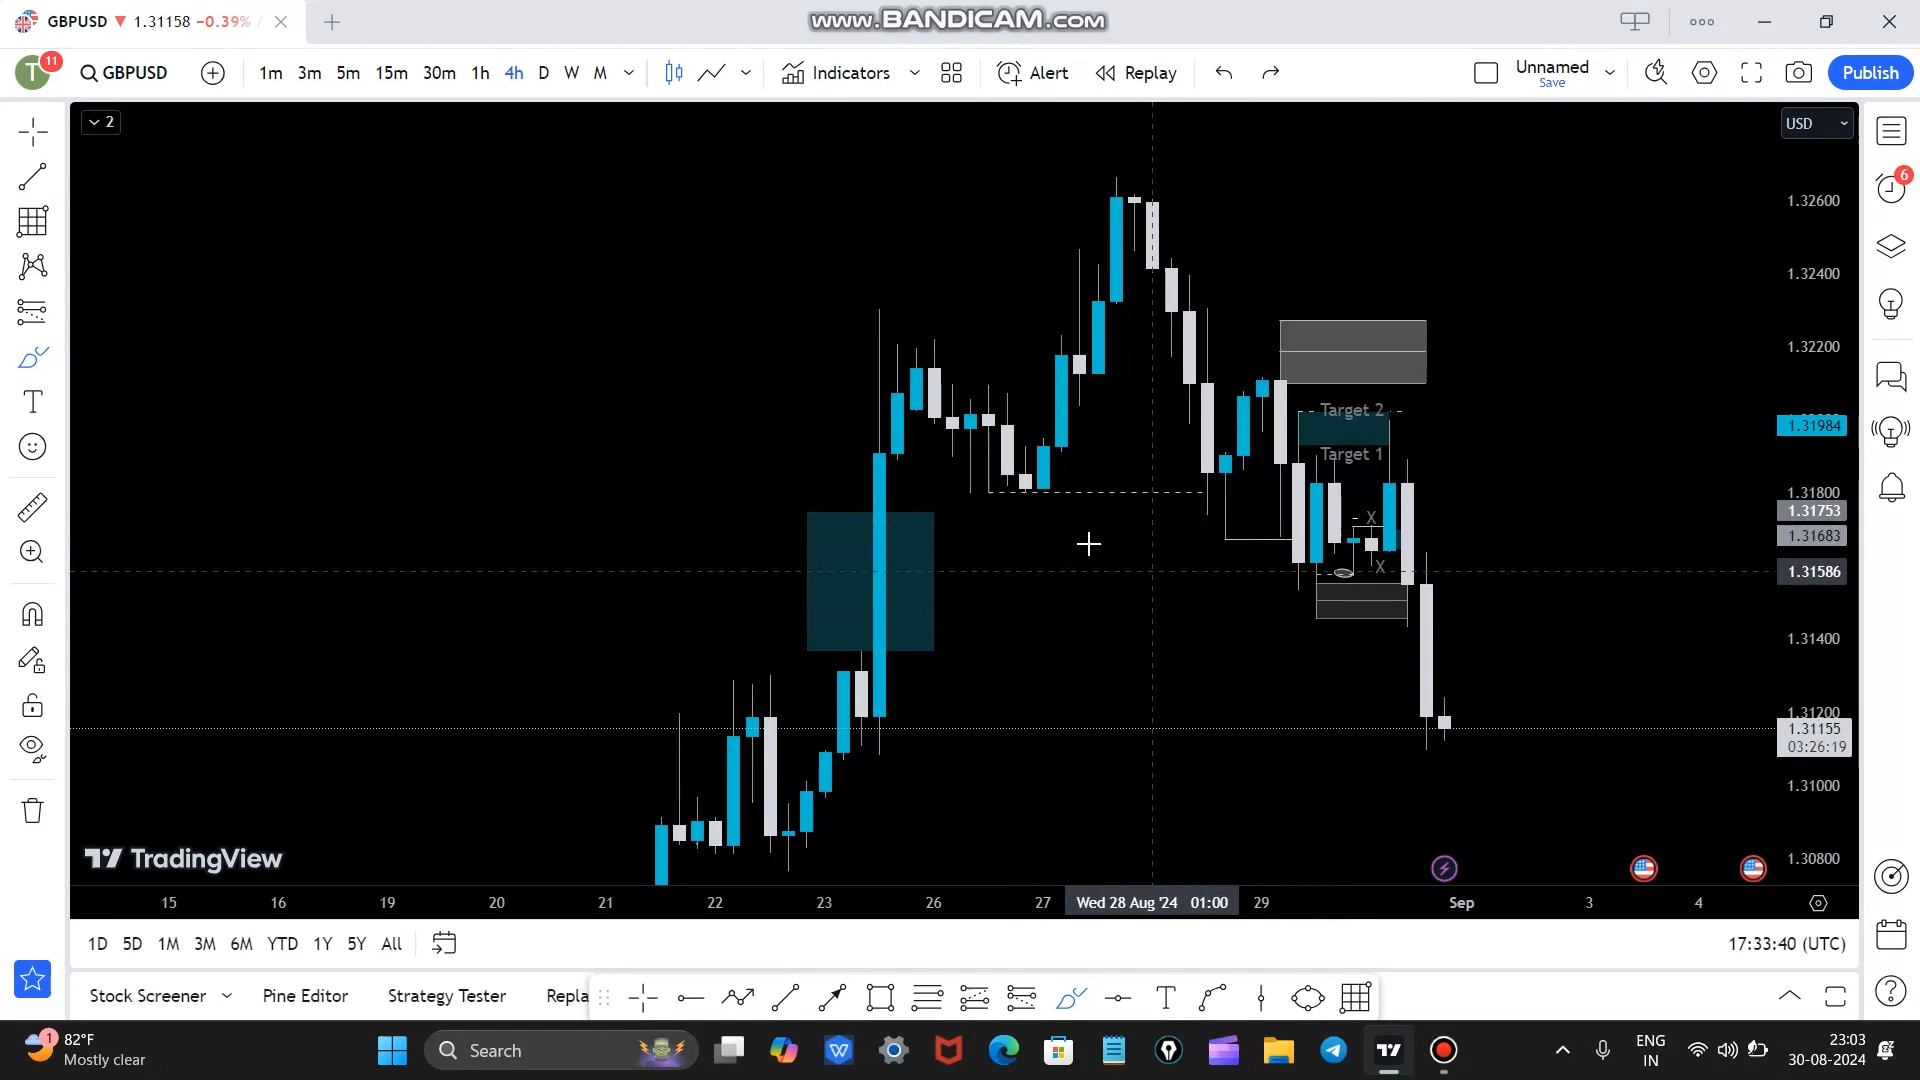 GBPUSD ▼ 1.31158 −0.39% /
www.BANDICAM.com
T 11 GBPUSD 1m 3m 5m 15m 30m 1h 4h D W M Indicators Alert Replay Unnamed Save Publish
2
USD
1.32600
1.32400
1.32200
Target 2
1.31984
Target 1
1.31800
1.31753
X
1.31683
X
1.31586
1.31400
1.31200
1.31155
03:26:19
1.31000
1.30800
6
TradingView
15 16 17 20 21 22 23 26 27 Wed 28 Aug '24 01:00 29 Sep 3 4
1D 5D 1M 3M 6M YTD 1Y 5Y All 17:33:40 (UTC)
Stock Screener Pine Editor Strategy Tester Repla
1 82°F
Mostly clear
Search
ENG
IN
23:03
30-08-2024